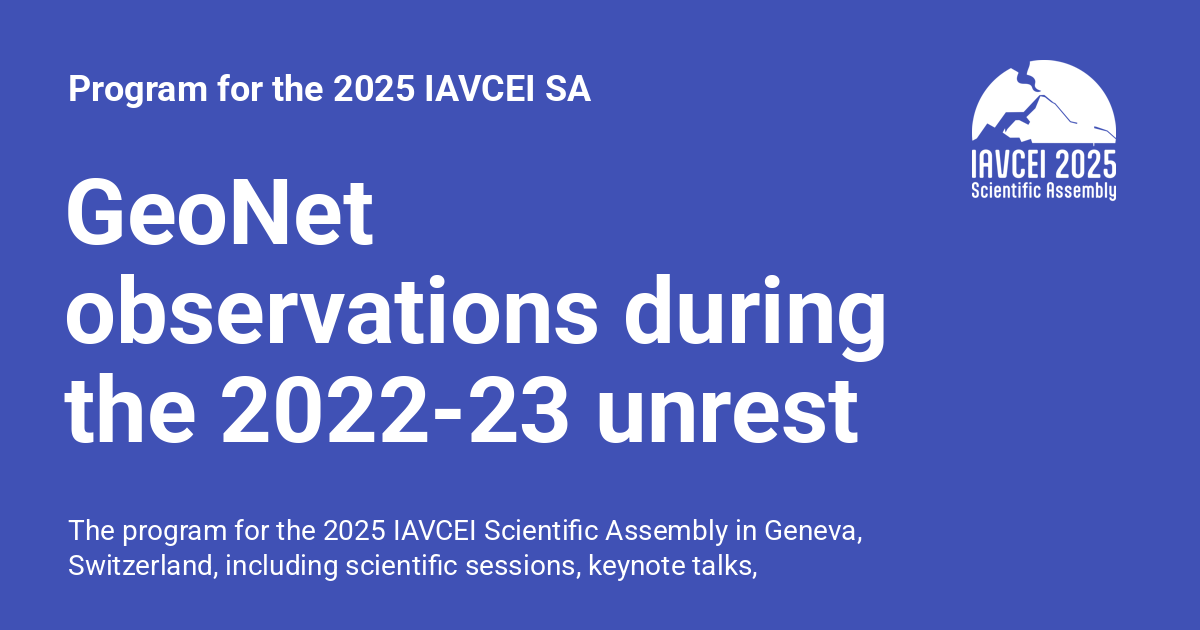 Program for the 2025 IAVCEI SA
IAVCEI 2025
Scientific Assembly
GeoNet
observations during
the 2022-23 unrest
The program for the 2025 IAVCEI Scientific Assembly in Geneva,
Switzerland, including scientific sessions, keynote talks,